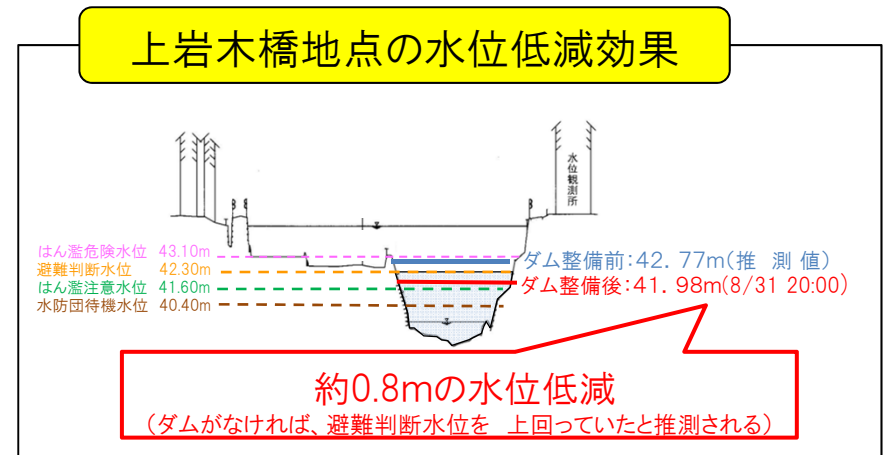 上岩木橋地点の水位低減効果
水位観測所
はん濫危険水位 43.10m
避難判断水位 42.30m
はん濫注意水位 41.60m
水防団待機水位 40.40m
ダム整備前:42.77m(推 測 値)
ダム整備後:41.98m(8/31 20:00)
約0.8mの水位低減
(ダムがなければ、避難判断水位を 上回っていたと推測される)